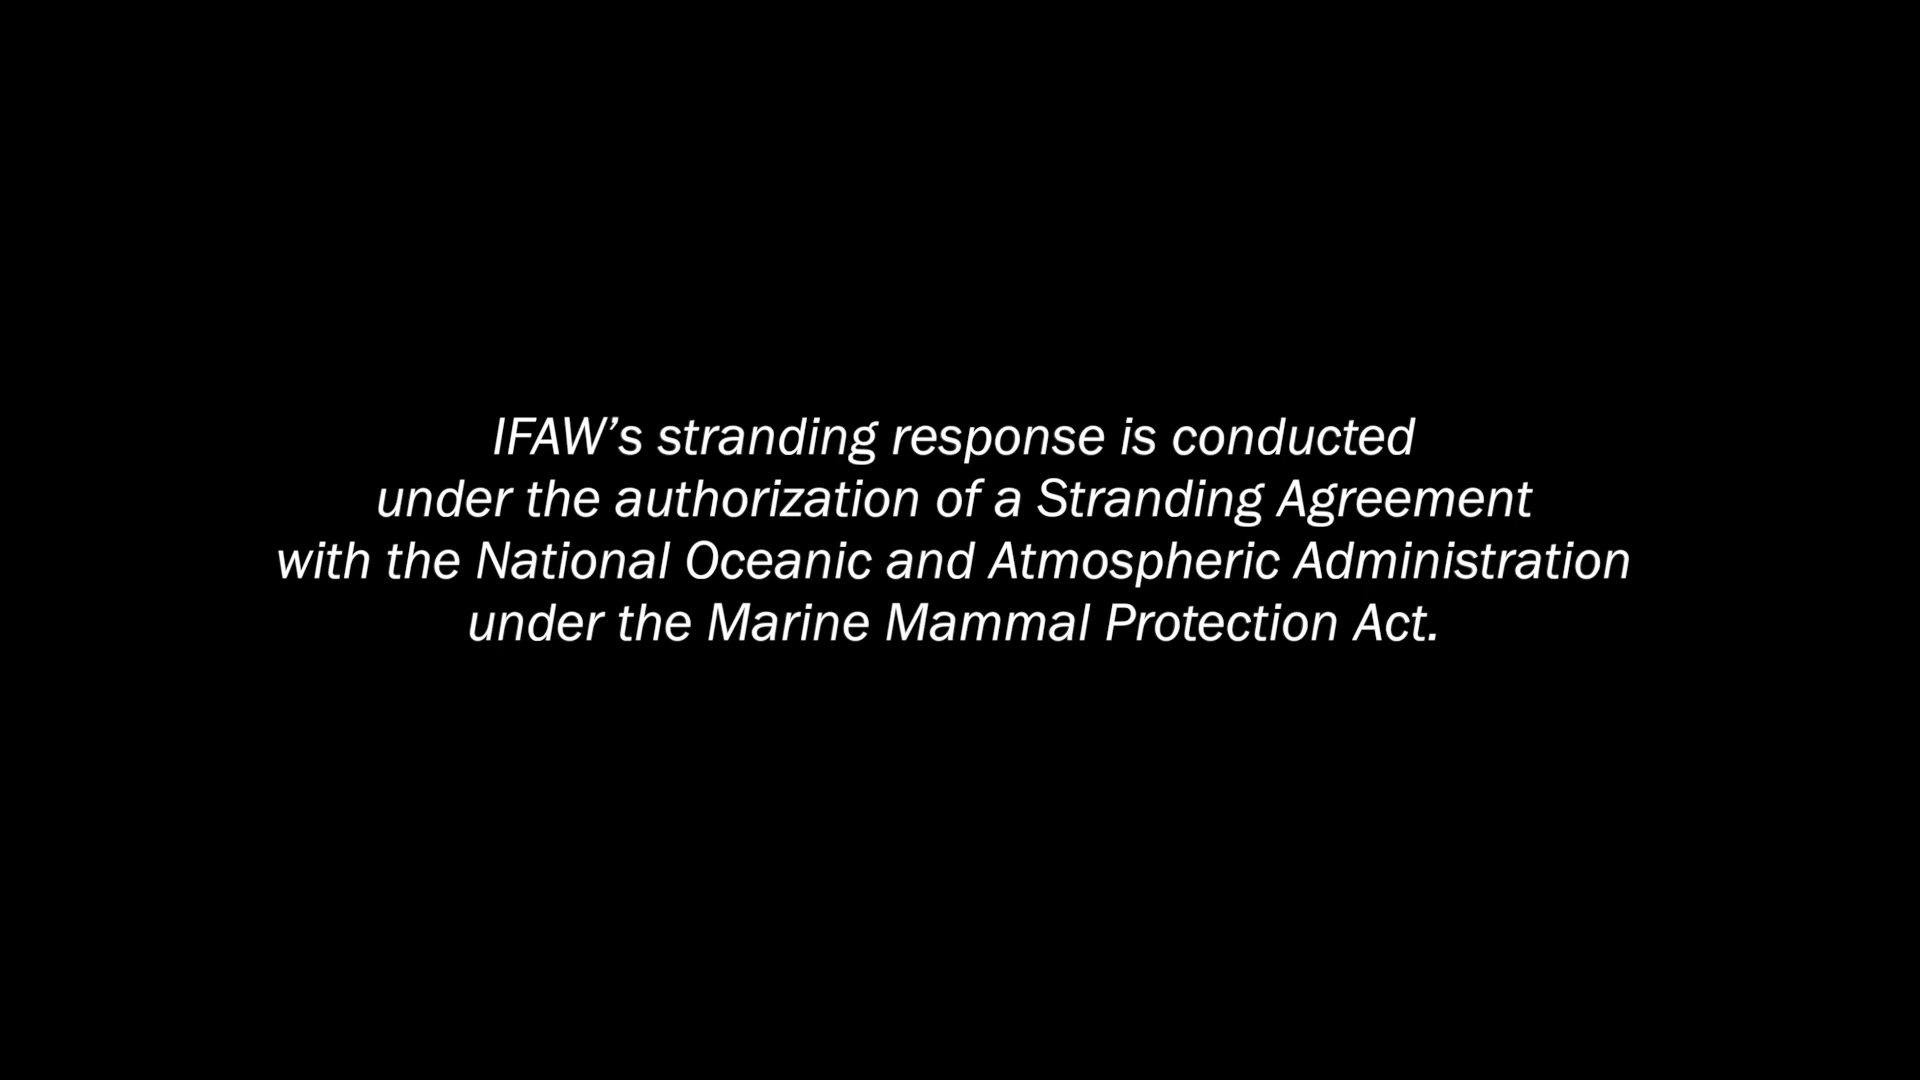 IFAW’s stranding response is conducted
under the authorization of a Stranding Agreement
with the National Oceanic and Atmospheric Administration
under the Marine Mammal Protection Act.